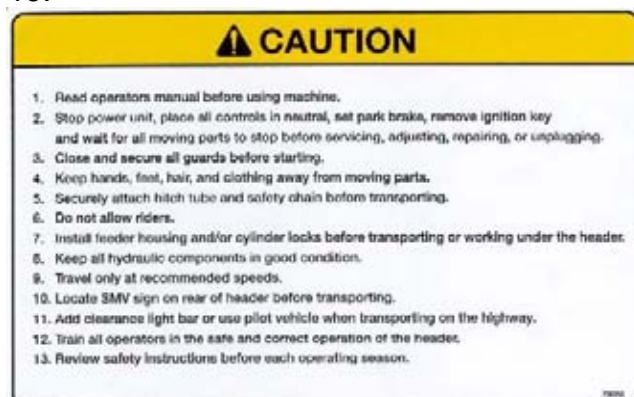 CAUTION
1. Read operators manual before using machine.
2. Stop power unit, place all controls in neutral, set park brake, remove ignition key
and wait for all moving parts to stop before servicing, adjusting, repairing, or unplugging.
3. Close and secure all guards before starting.
4. Keep hands, feet, hair, and clothing away from moving parts.
5. Securely attach hitch tube and safety chain before transporting.
6. Do not allow riders.
7. Install feeder housing and/or cylinder locks before transporting or working under the header.
8. Keep all hydraulic components in good condition.
9. Travel only at recommended speeds.
10. Locate SMV sign on rear of header before transporting.
11. Add clearance light bar or use pilot vehicle when transporting on the highway.
12. Train all operators in the safe and correct operation of the header.
13. Review safety instructions before each operating season.